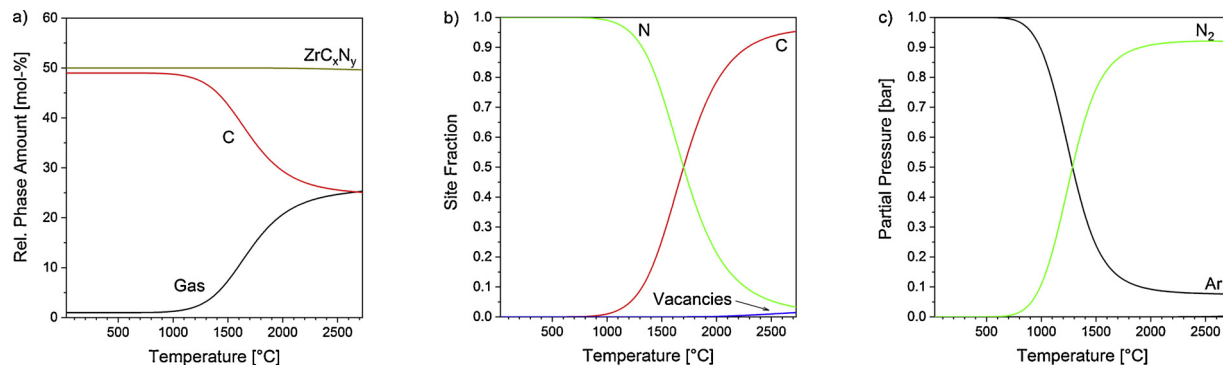 a)
60
50
40
30
20
10
0
Rel. Phase Amount [mol-%]
ZrCxNy
C
Gas
500 1000 1500 2000 2500
Temperature [°C]
b)
1.0
0.9
0.8
0.7
0.6
0.5
0.4
0.3
0.2
0.1
0.0
Site Fraction
N
C
Vacancies
500 1000 1500 2000 2500
Temperature [°C]
c)
1
0.9
0.8
0.7
0.6
0.5
0.4
0.3
0.2
0.1
0.0
Partial Pressure [bar]
N2
Ar
500 1000 1500 2000 2500
Temperature [°C]